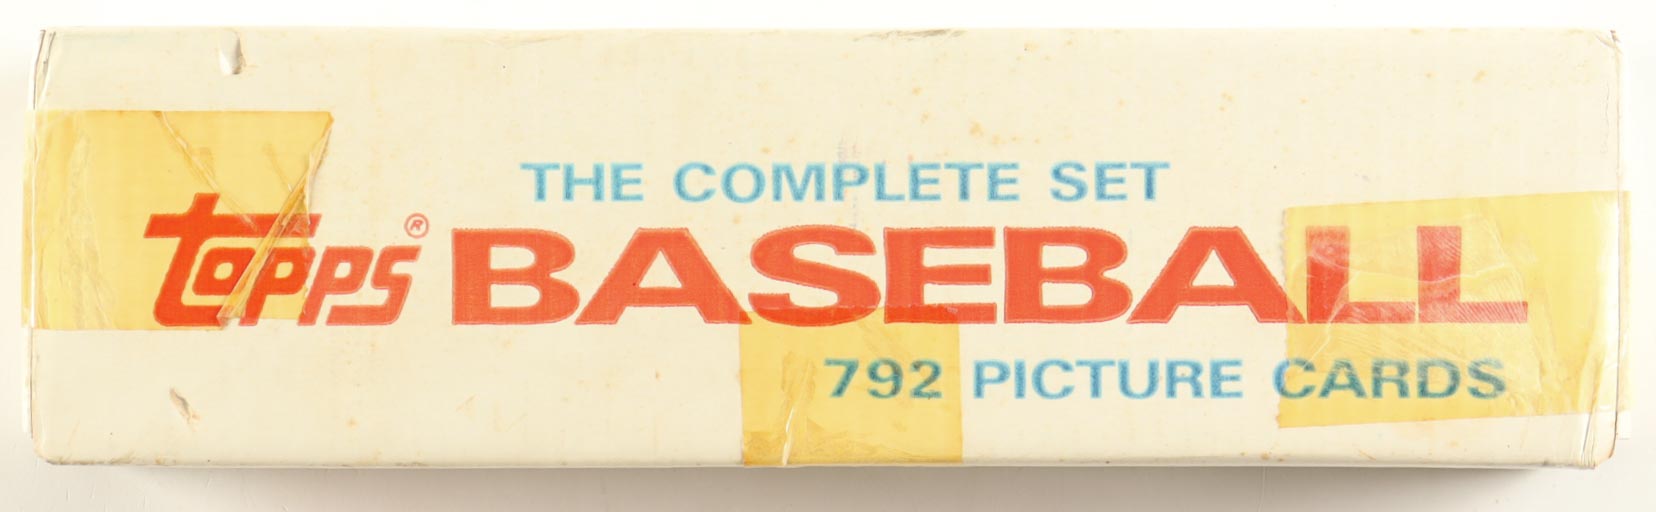 THE COMPLETE SET
topps® BASEBALL
792 PICTURE CARDS